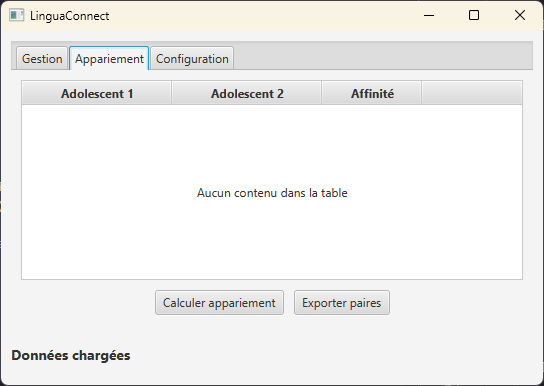 LinguaConnect
Gestion Appariement Configuration
Adolescent 1 Adolescent 2 Affinité
Aucun contenu dans la table
Calculer appariement Exporter paires
Données chargées